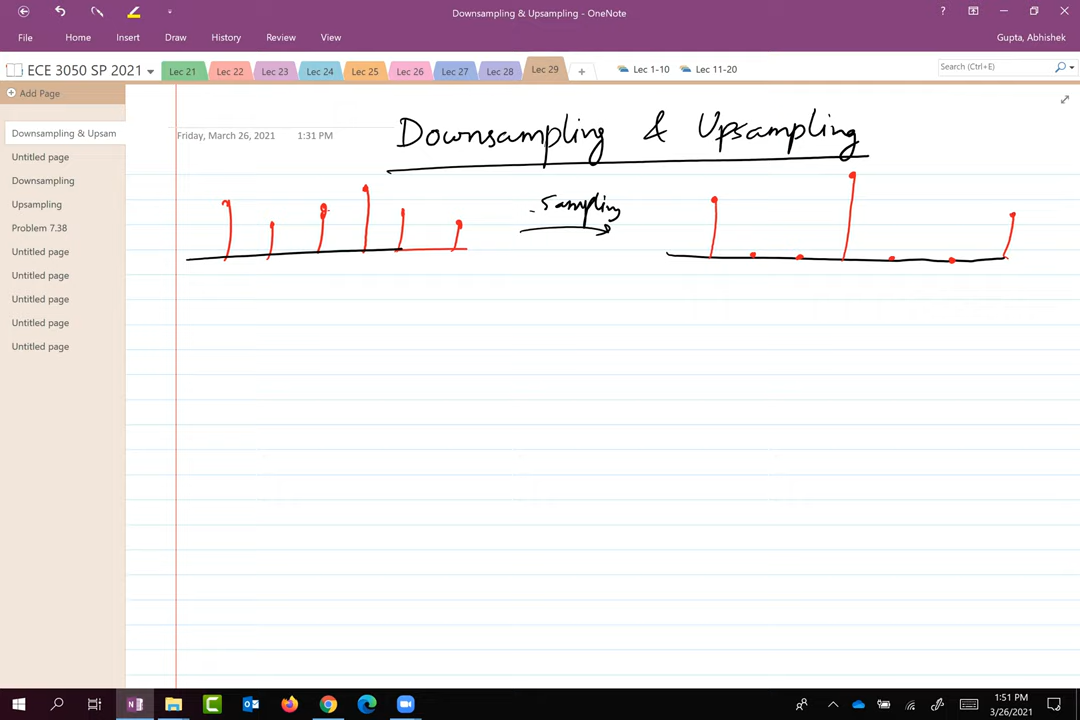 Downsampling & Upsampling - OneNote
?
File Home Insert Draw History Review View
Gupta, Abhishek
ECE 3050 SP 2021
Lec 21 Lec 22 Lec 23 Lec 24 Lec 25 Lec 26 Lec 27 Lec 28 Lec 29 + Lec 1-10 Lec 11-20
Search (Ctrl+E)
Add Page
Downsampling & Upsam
Untitled page
Downsampling
Upsampling
Problem 7.38
Untitled page
Untitled page
Untitled page
Untitled page
Untitled page
Friday, March 26, 2021 1:31 PM
Downsampling & Upsampling
Sampling
1:51 PM
3/26/2021